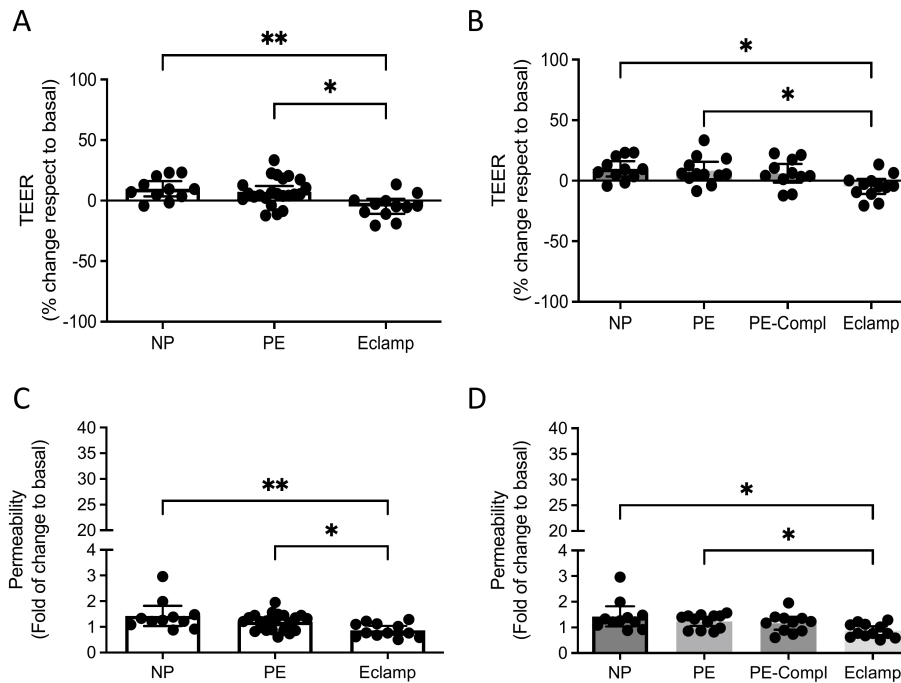 A
**
*
100
50
0
-50
-100
TEER
(% change respect to basal)
NP PE Eclamp
B
*
*
100
50
0
-50
-100
TEER
(% change respect to basal)
NP PE PE-Compl Eclamp
C
**
*
40
35
30
25
20
4
3
2
1
0
Permeability
(Fold of change to basal)
NP PE Eclamp
D
*
*
40
35
30
25
20
4
3
2
1
0
Permeability
(Fold of change to basal)
NP PE PE-Compl Eclamp